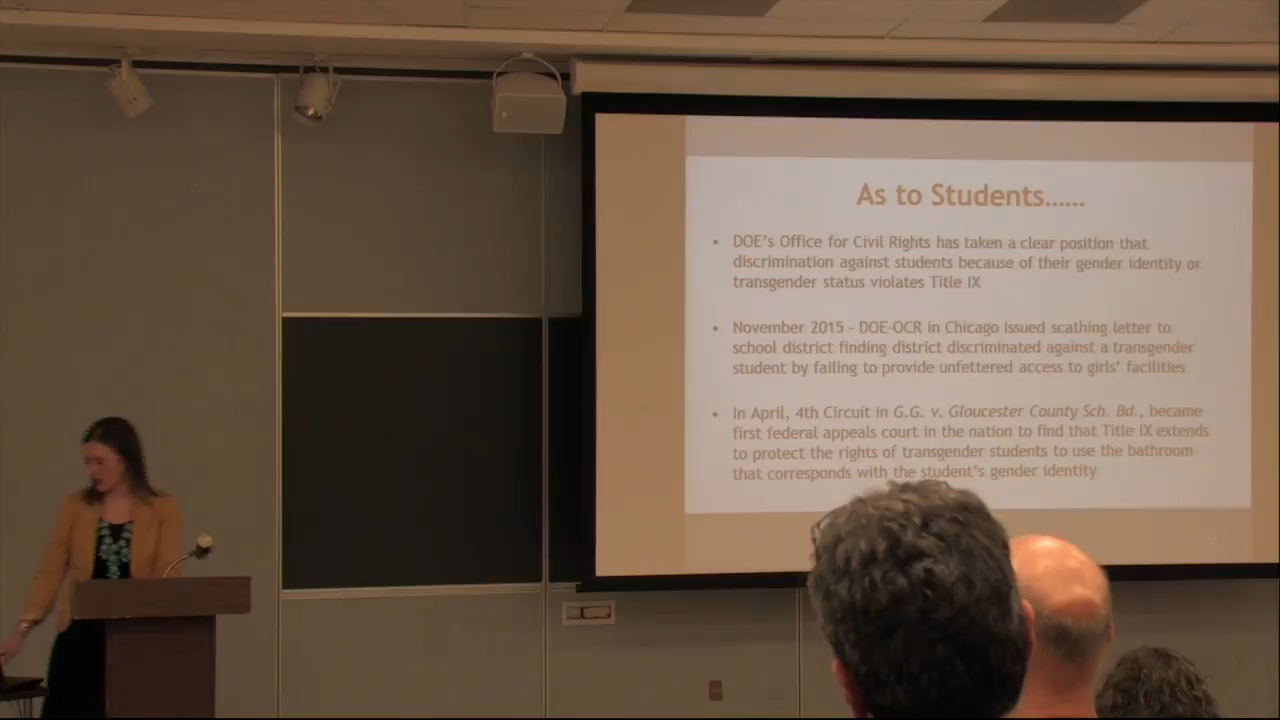 As to Students......
• DOE's Office for Civil Rights has taken a clear position that
discrimination against students because of their gender identity or
transgender status violates Title IX
• November 2015 - DOE-OCR in Chicago issued scathing letter to
school district finding district discriminated against a transgender
student by failing to provide unfettered access to girls' facilities
• In April, 4th Circuit in G.G. v. Gloucester County Sch. Bd., became
first federal appeals court in the nation to find that Title IX extends
to protect the rights of transgender students to use the bathroom
that corresponds with the student's gender identity